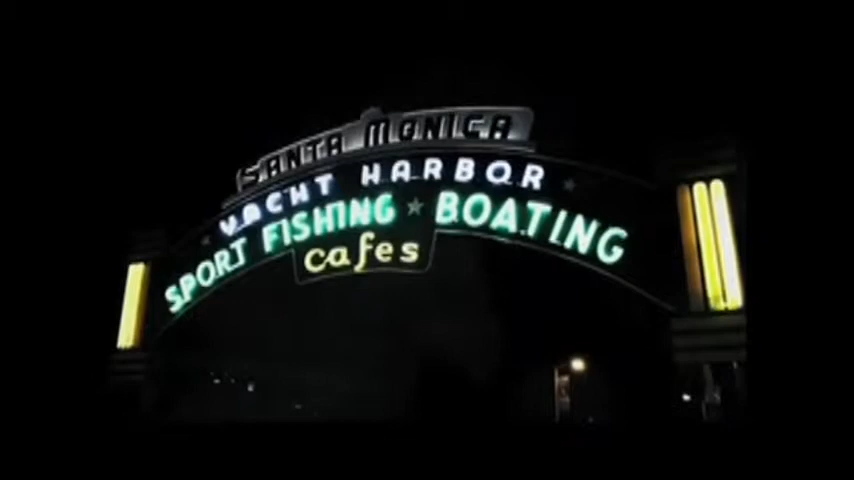 SANTA MONICA
YACHT HARBOR
SPORT FISHING ★ BOATING
cafes